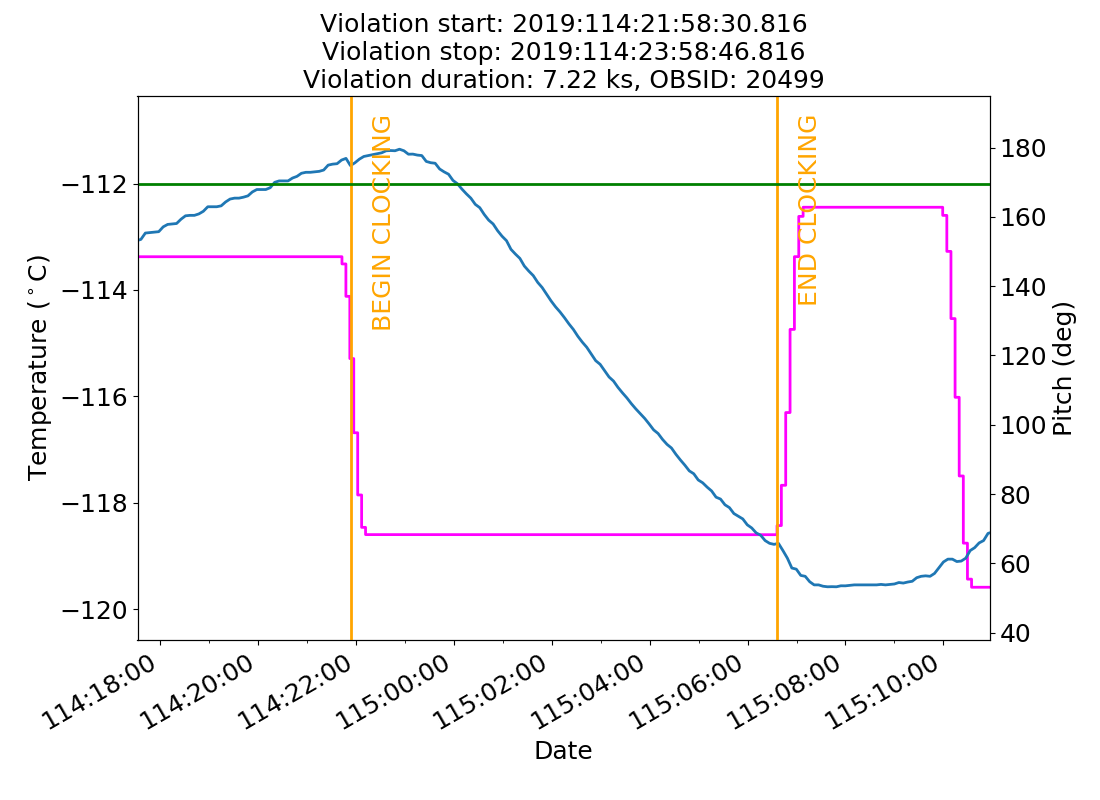 Violation start: 2019:114:21:58:30.816
Violation stop: 2019:114:23:58:46.816
Violation duration: 7.22 ks, OBSID: 20499
BEGIN CLOCKING
END CLOCKING
Temperature (°C)
−112
−114
−116
−118
−120
180
160
140
120
100
80
60
40
Pitch (deg)
114:18:00
114:20:00
114:22:00
115:00:00
115:02:00
115:04:00
115:06:00
115:08:00
115:10:00
Date